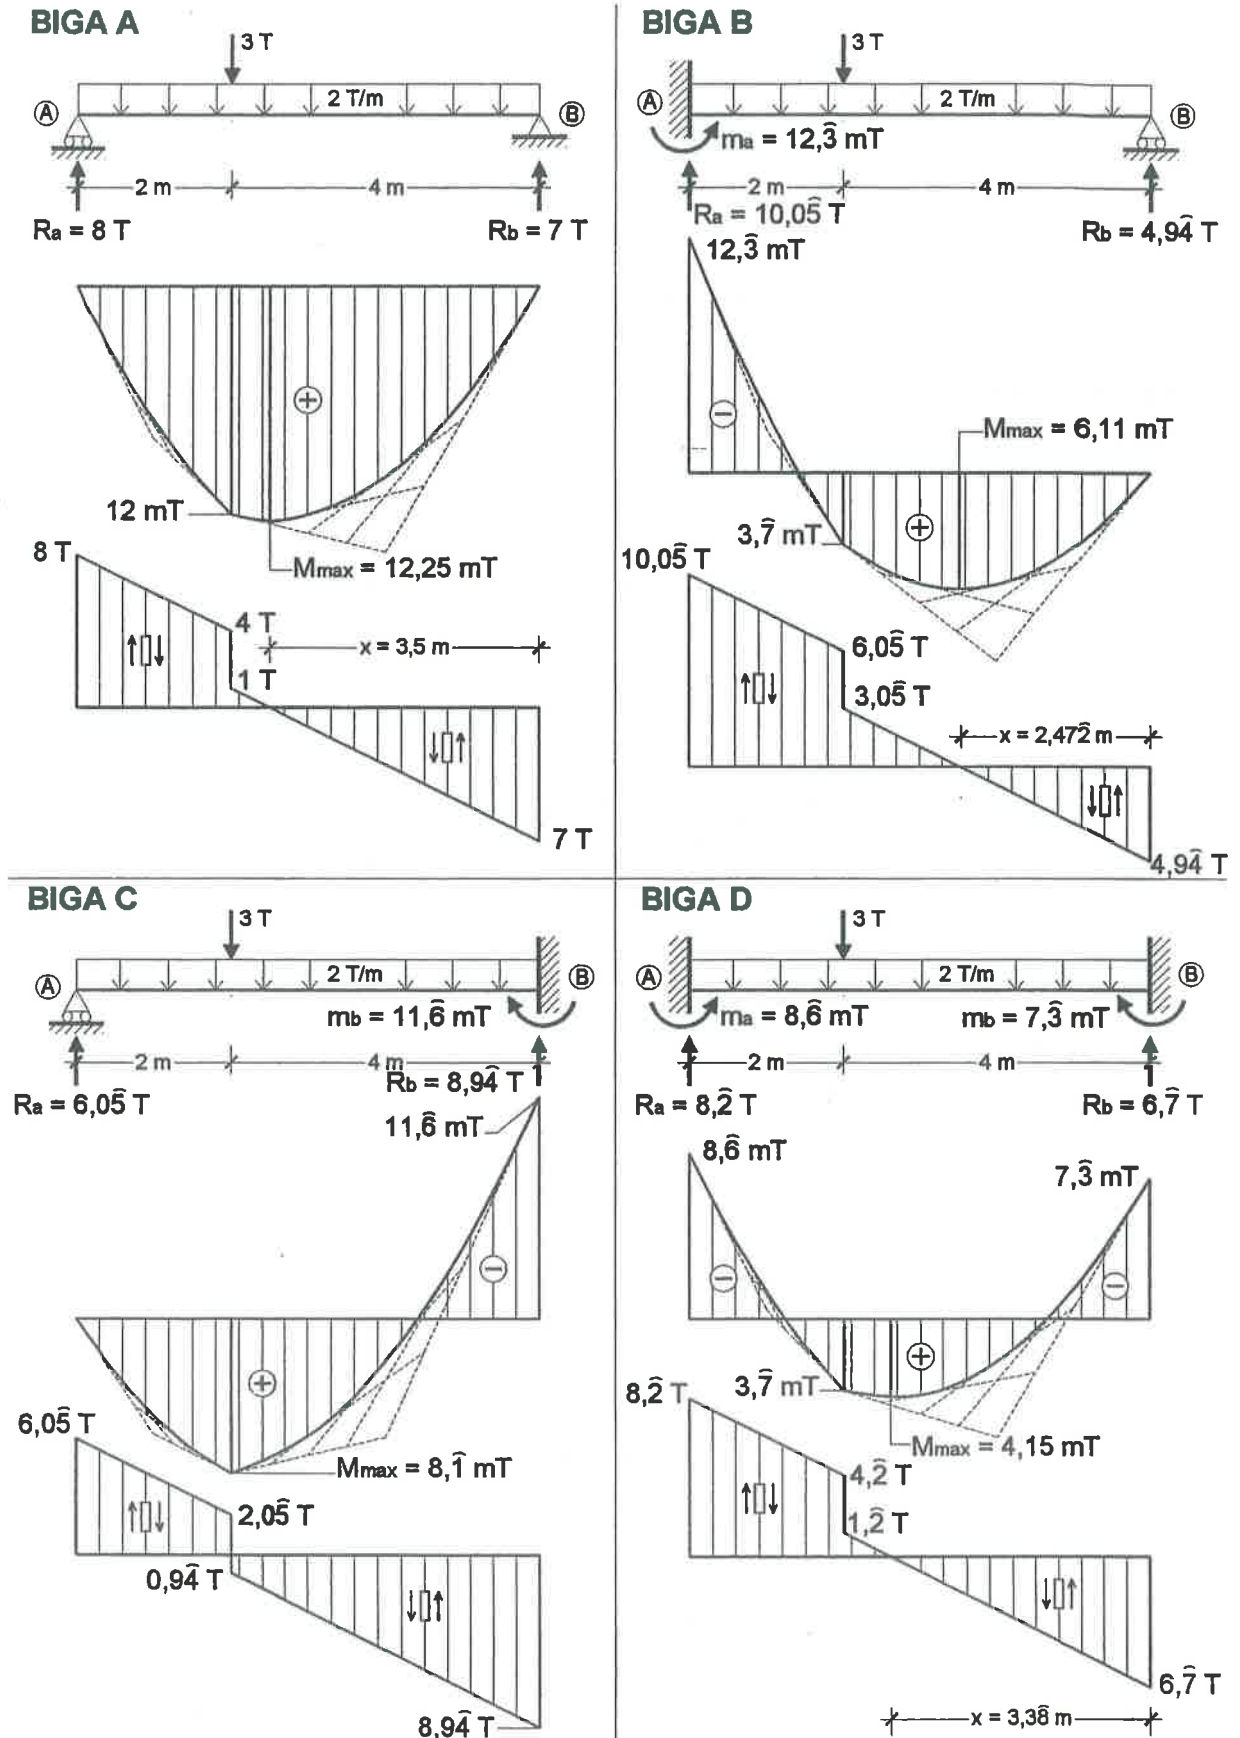 BIGA A
3 T
2 T/m
A
B
2 m
4 m
Ra = 8 T
Rb = 7 T
+
12 mT
Mmax = 12,25 mT
8 T
4 T
1 T
x = 3,5 m
7 T
BIGA B
3 T
2 T/m
A
B
ma = 12,3̂ mT
2 m
4 m
Ra = 10,05̂ T
Rb = 4,94̂ T
12,3̂ mT
−
Mmax = 6,11 mT
+
3,7̂ mT
10,05̂ T
6,05̂ T
3,05̂ T
x = 2,472̂ m
4,94̂ T
BIGA C
3 T
2 T/m
A
B
mb = 11,6̂ mT
2 m
4 m
Ra = 6,05̂ T
Rb = 8,94̂ T
11,6̂ mT
−
+
6,05̂ T
Mmax = 8,1̂ mT
2,05̂ T
0,94̂ T
8,94̂ T
BIGA D
3 T
2 T/m
A
B
ma = 8,6̂ mT
mb = 7,3̂ mT
2 m
4 m
Ra = 8,2̂ T
Rb = 6,7̂ T
8,6̂ mT
7,3̂ mT
−
−
+
3,7̂ mT
8,2̂ T
Mmax = 4,15 mT
4,2̂ T
1,2̂ T
6,7̂ T
x = 3,38̂ m